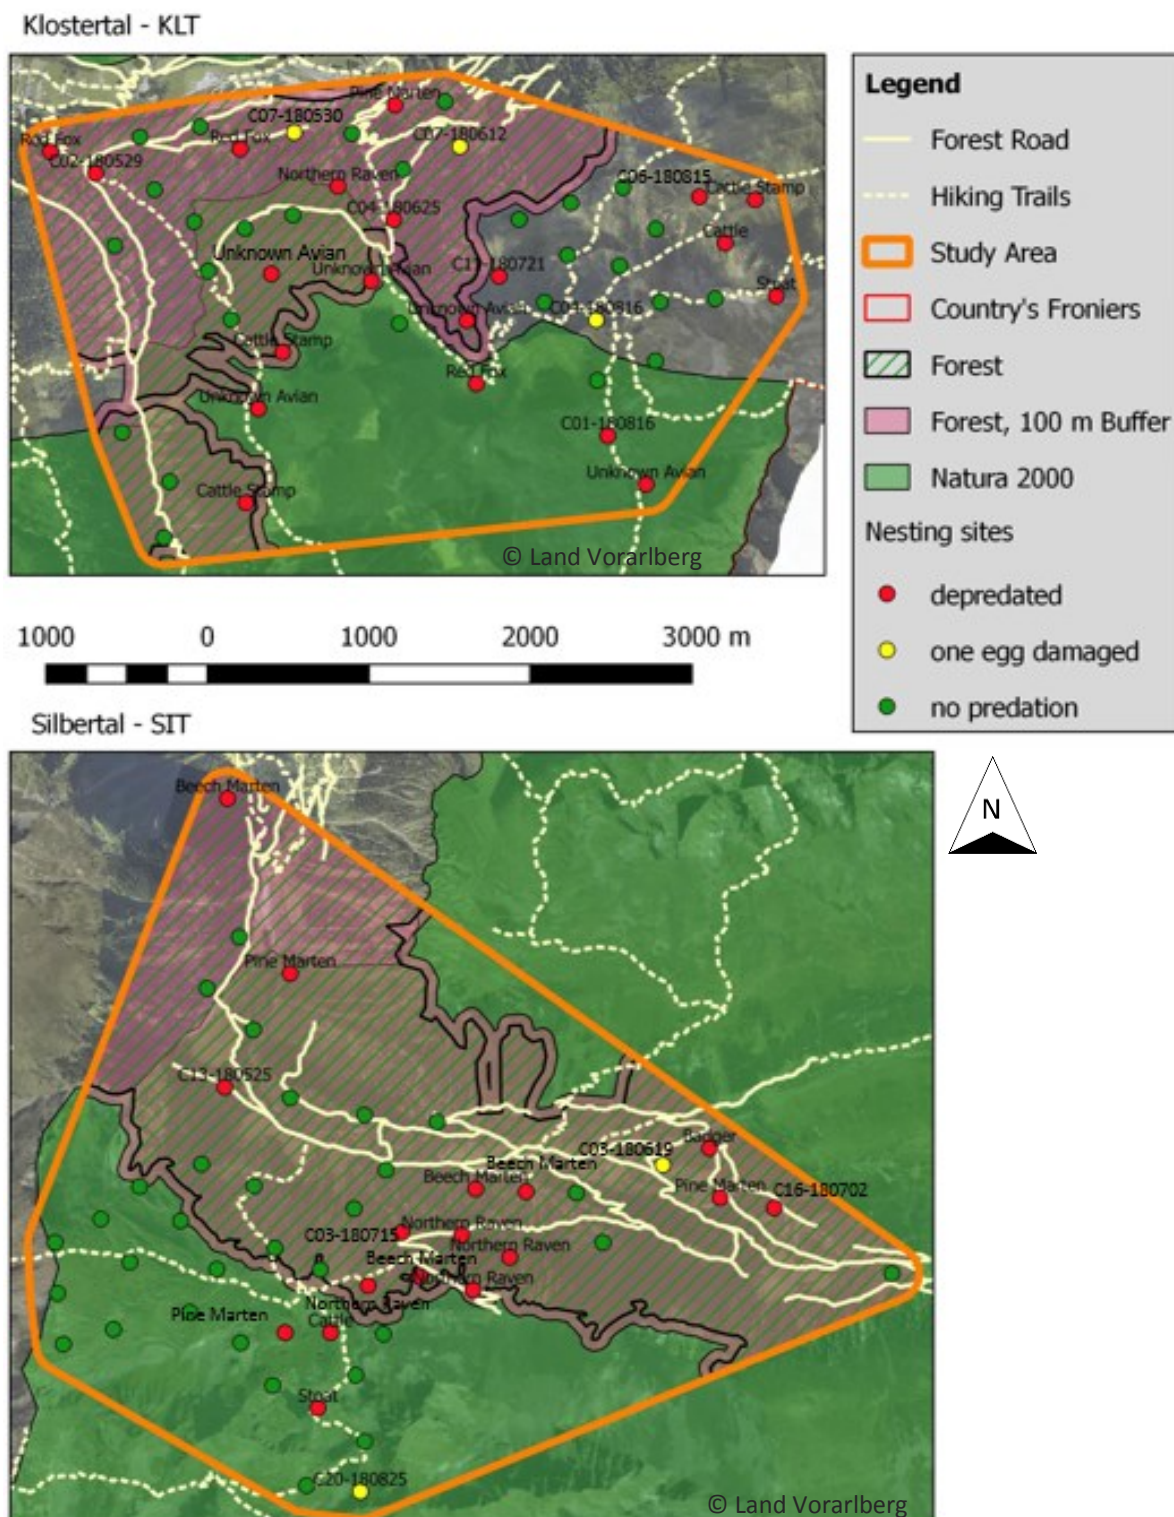 Klostertal - KLT
Pine Marten
C07-180530
C07-180612
Red Fox
Red Fox
C02-180529
Northern Raven
C06-180815
Cattle Stamp
C04-180625
Cattle
Unknown Avian
Unknown Avian
C17-180721
Stoat
Unknown Avian
C04-180816
Cattle Stamp
Red Fox
Unknown Avian
C01-180816
Unknown Avian
Cattle Stamp
© Land Vorarlberg
Legend
Forest Road
Hiking Trails
Study Area
Country's Froniers
Forest
Forest, 100 m Buffer
Natura 2000
Nesting sites
depredated
one egg damaged
no predation
1000 0 1000 2000 3000 m
Silbertal - SIT
N
Beech Marten
Pine Marten
C13-180525
Badger
C03-180619
Beech Marten
Beech Marten
Pine Marten
C16-180702
Northern Raven
C03-180715
Northern Raven
Beech Marten
Northern Raven
Northern Raven
Pine Marten
Cattle
Stoat
C20-180825
© Land Vorarlberg